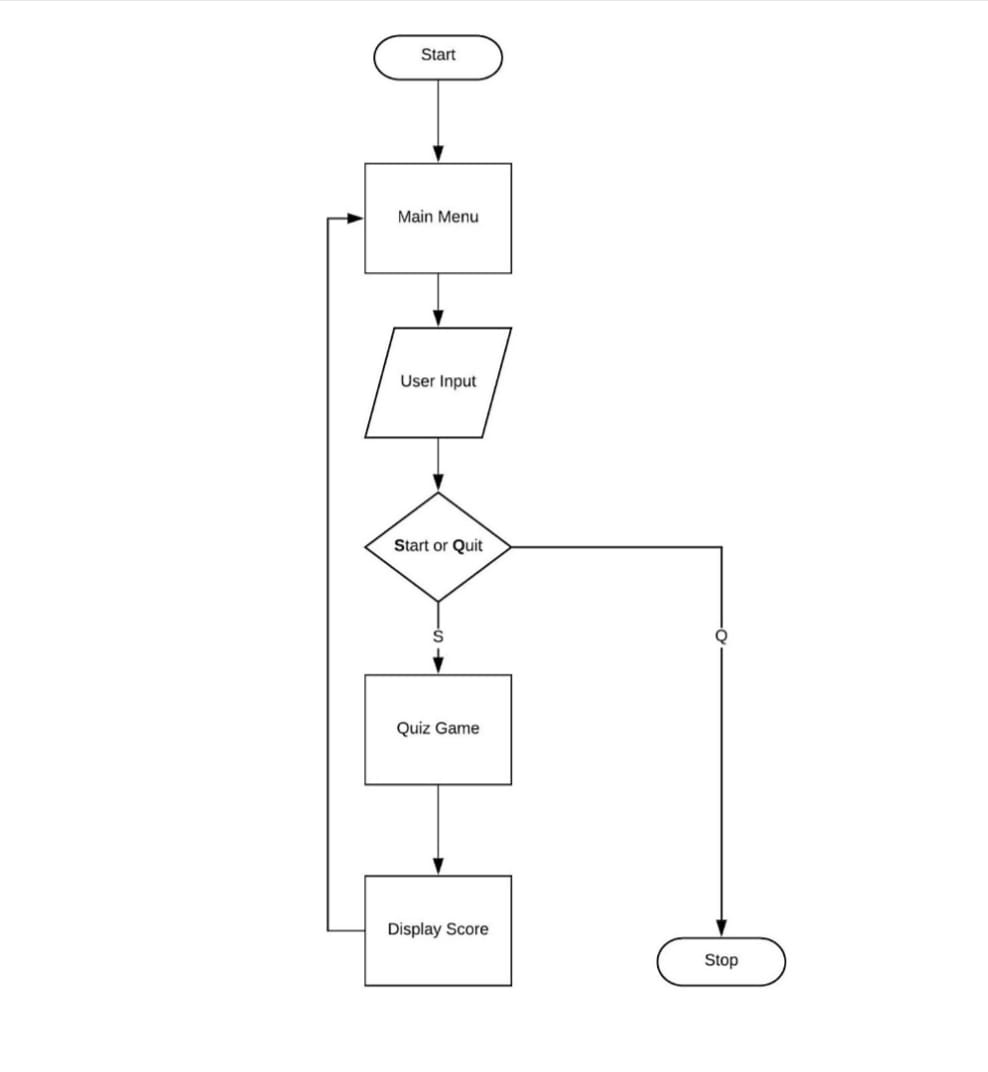 Start
Main Menu
User Input
Start or Quit
S
Q
Quiz Game
Display Score
Stop